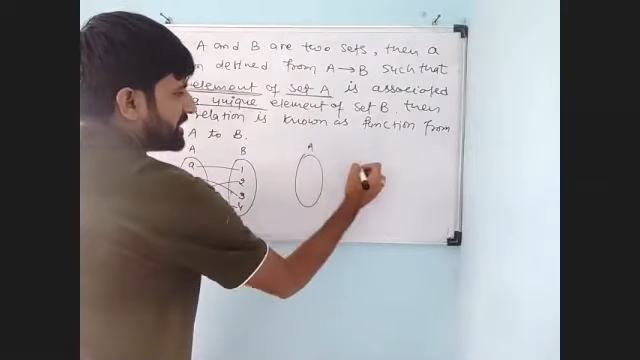 A and B are two sets, then a
defined from A→B such that
element of set A is associated
a unique element of set B. then
relation is known as function from
A to B.
A B A
a 1
2
3
4